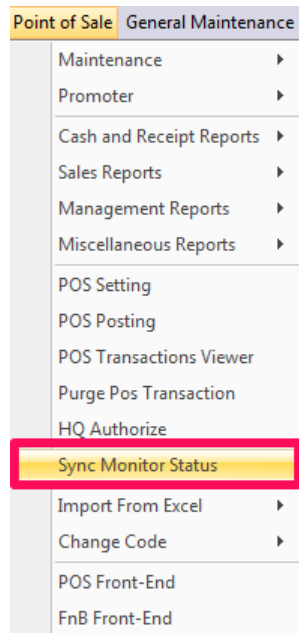 Point of Sale General Maintenance
Maintenance
Promoter
Cash and Receipt Reports
Sales Reports
Management Reports
Miscellaneous Reports
POS Setting
POS Posting
POS Transactions Viewer
Purge Pos Transaction
HQ Authorize
Sync Monitor Status
Import From Excel
Change Code
POS Front-End
FnB Front-End